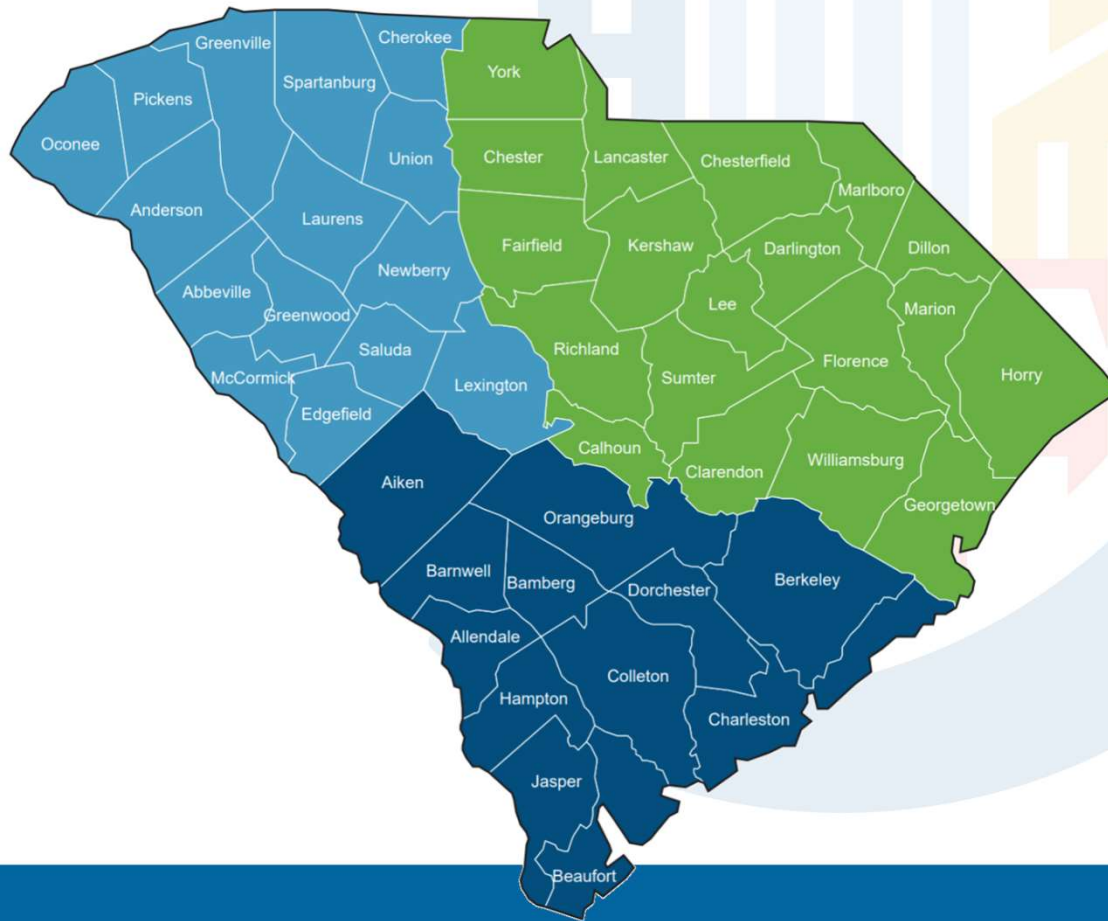 Greenville
Cherokee
Spartanburg
York
Pickens
Oconee
Union
Chester
Lancaster
Chesterfield
Marlboro
Anderson
Laurens
Fairfield
Kershaw
Darlington
Dillon
Newberry
Abbeville
Greenwood
Lee
Marion
Saluda
Richland
Florence
Horry
McCormick
Lexington
Sumter
Edgefield
Calhoun
Clarendon
Williamsburg
Aiken
Georgetown
Orangeburg
Barnwell
Bamberg
Dorchester
Berkeley
Allendale
Colleton
Hampton
Charleston
Jasper
Beaufort